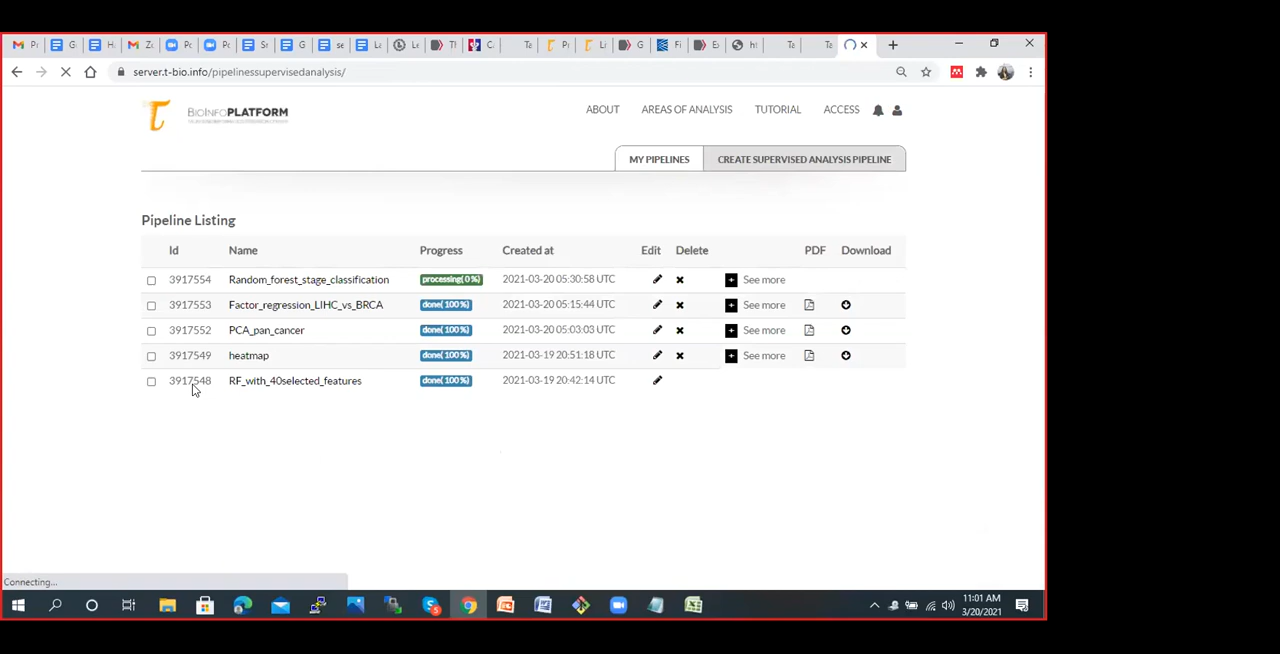 server.t-bio.info/pipelinessupervisedanalysis/
BIOINFOPLATFORM
ABOUT
AREAS OF ANALYSIS
TUTORIAL
ACCESS
MY PIPELINES
CREATE SUPERVISED ANALYSIS PIPELINE
Pipeline Listing
Id Name Progress Created at Edit Delete PDF Download
3917554 Random_forest_stage_classification processing( 0 %) 2021-03-20 05:30:58 UTC See more
3917553 Factor_regression_LIHC_vs_BRCA done( 100 %) 2021-03-20 05:15:44 UTC See more
3917552 PCA_pan_cancer done( 100 %) 2021-03-20 05:03:03 UTC See more
3917549 heatmap done( 100 %) 2021-03-19 20:51:18 UTC See more
3917548 RF_with_40selected_features done( 100 %) 2021-03-19 20:42:14 UTC
Connecting...
11:01 AM
3/20/2021